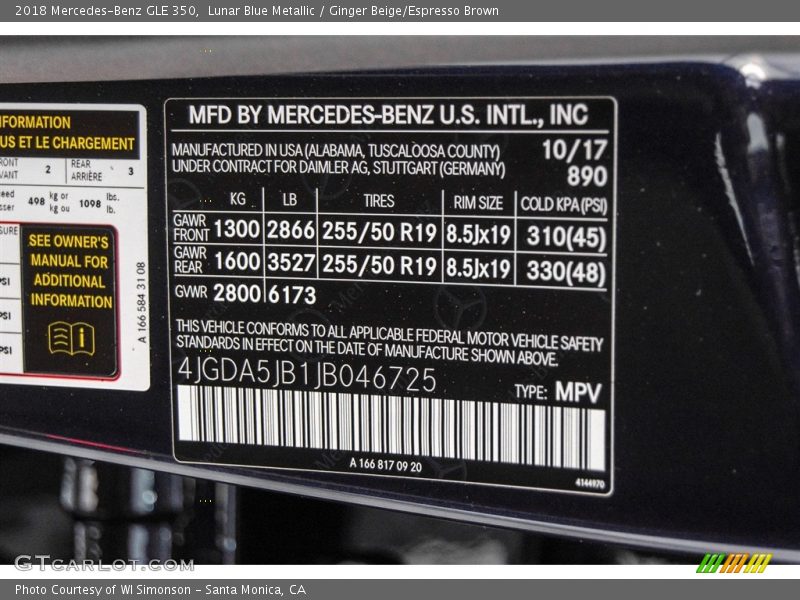 2018 Mercedes-Benz GLE 350,  Lunar Blue Metallic / Ginger Beige/Espresso Brown
US ET LE CHARGEMENT
2 REAR ARRIÈRE 3
498 kg or kg ou 1098 lbs. lb.
SEE OWNER'S
MANUAL FOR
ADDITIONAL
INFORMATION
A 166 584 31 08
MFD BY MERCEDES-BENZ U.S. INTL., INC
MANUFACTURED IN USA (ALABAMA, TUSCALOOSA COUNTY) 10/17
UNDER CONTRACT FOR DAIMLER AG, STUTTGART (GERMANY) 890
KG LB TIRES RIM SIZE COLD KPA (PSI)
GAWR FRONT 1300 2866 255/50 R19 8.5Jx19 310(45)
GAWR REAR 1600 3527 255/50 R19 8.5Jx19 330(48)
GVWR 2800 6173
THIS VEHICLE CONFORMS TO ALL APPLICABLE FEDERAL MOTOR VEHICLE SAFETY
STANDARDS IN EFFECT ON THE DATE OF MANUFACTURE SHOWN ABOVE.
4JGDA5JB1JB046725
TYPE: MPV
A 166 817 09 20
4144970
GTCARLOT.COM
Photo Courtesy of WI Simonson - Santa Monica, CA